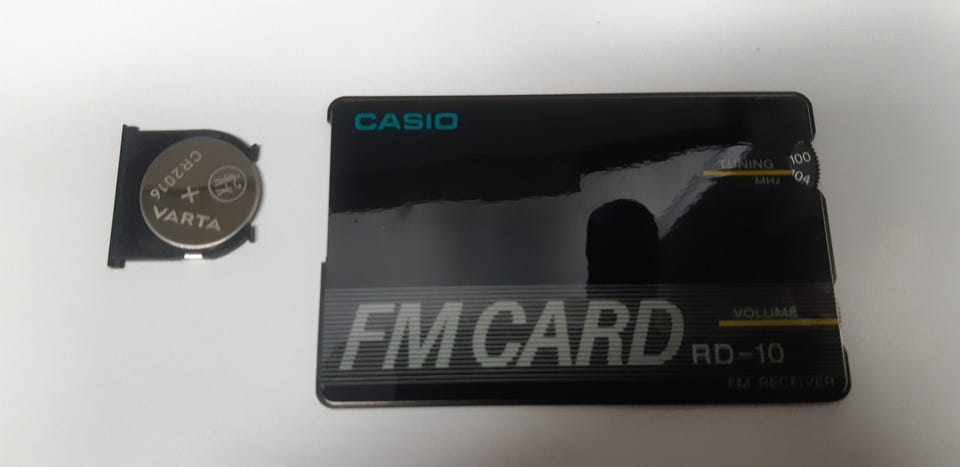 CR2016
+
VARTA
CASIO
TUNING
MHz
100
104
FM CARD
RD-10
VOLUME
FM RECEIVER